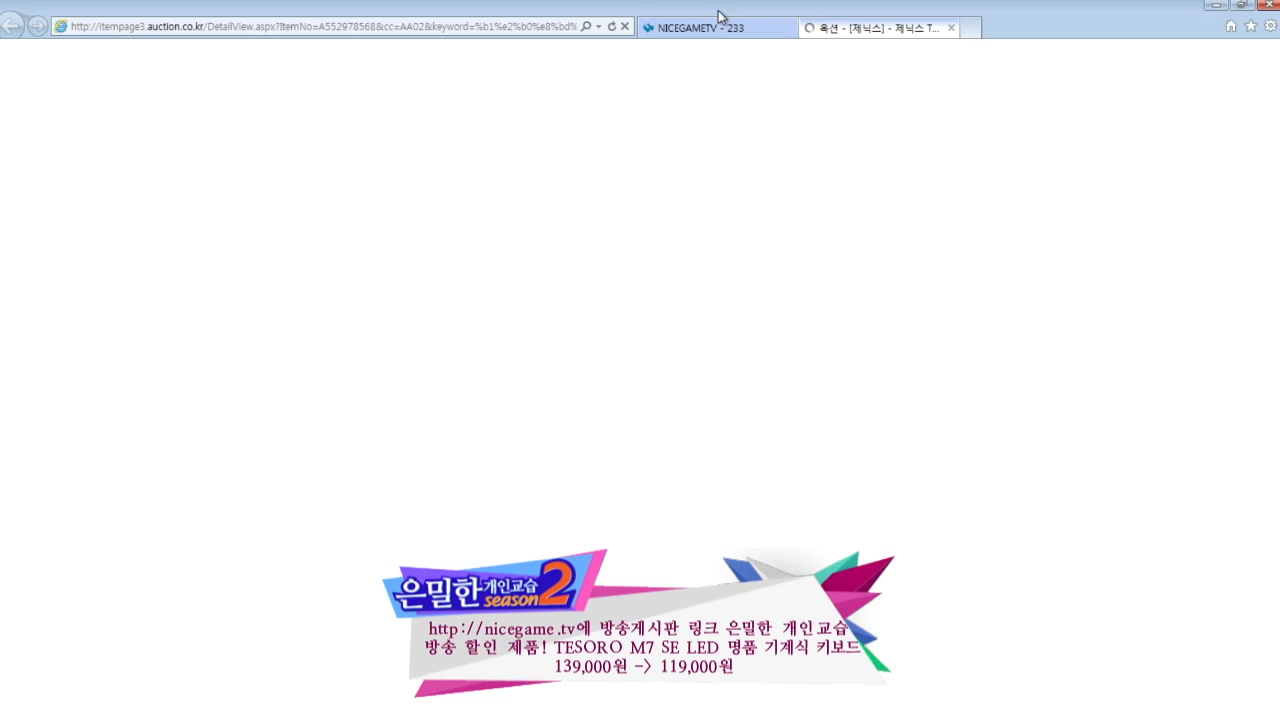 http://itempage3.auction.co.kr/DetailView.aspx?ItemNo=A552978568&cc=AA02&keyword=%b1%e2%b0%e8%bd%
NICEGAMETV - 233
옥션 - [제닉스] - 제닉스 T...
은밀한 개인교습 season 2
http://nicegame.tv에 방송게시판 링크 은밀한 개인교습
방송 할인 제품! TESORO M7 SE LED 명품 기계식 키보드
139,000원 -> 119,000원